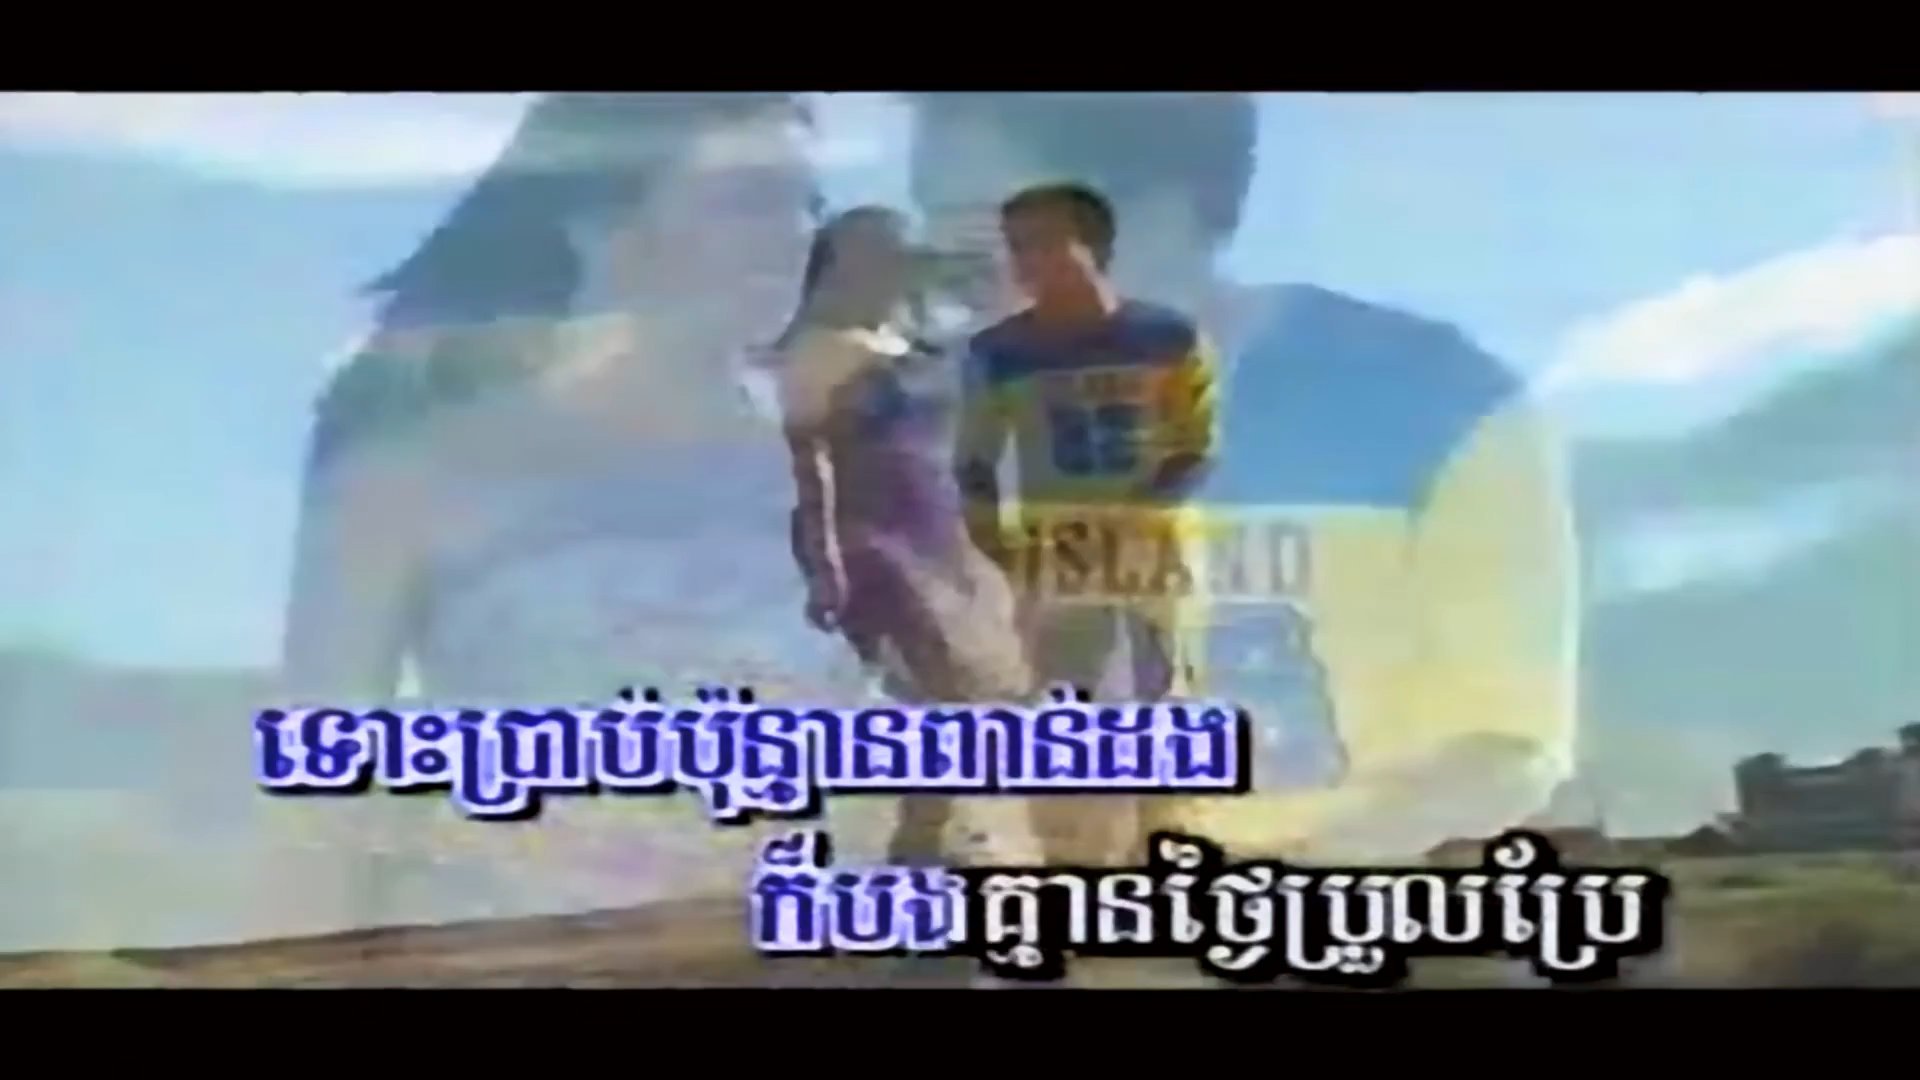 ISLAND
ទោះប្រាប់ប៉ុន្មានពាន់ដង
ក៏បងគ្មានថ្ងៃប្រួលប្រែ